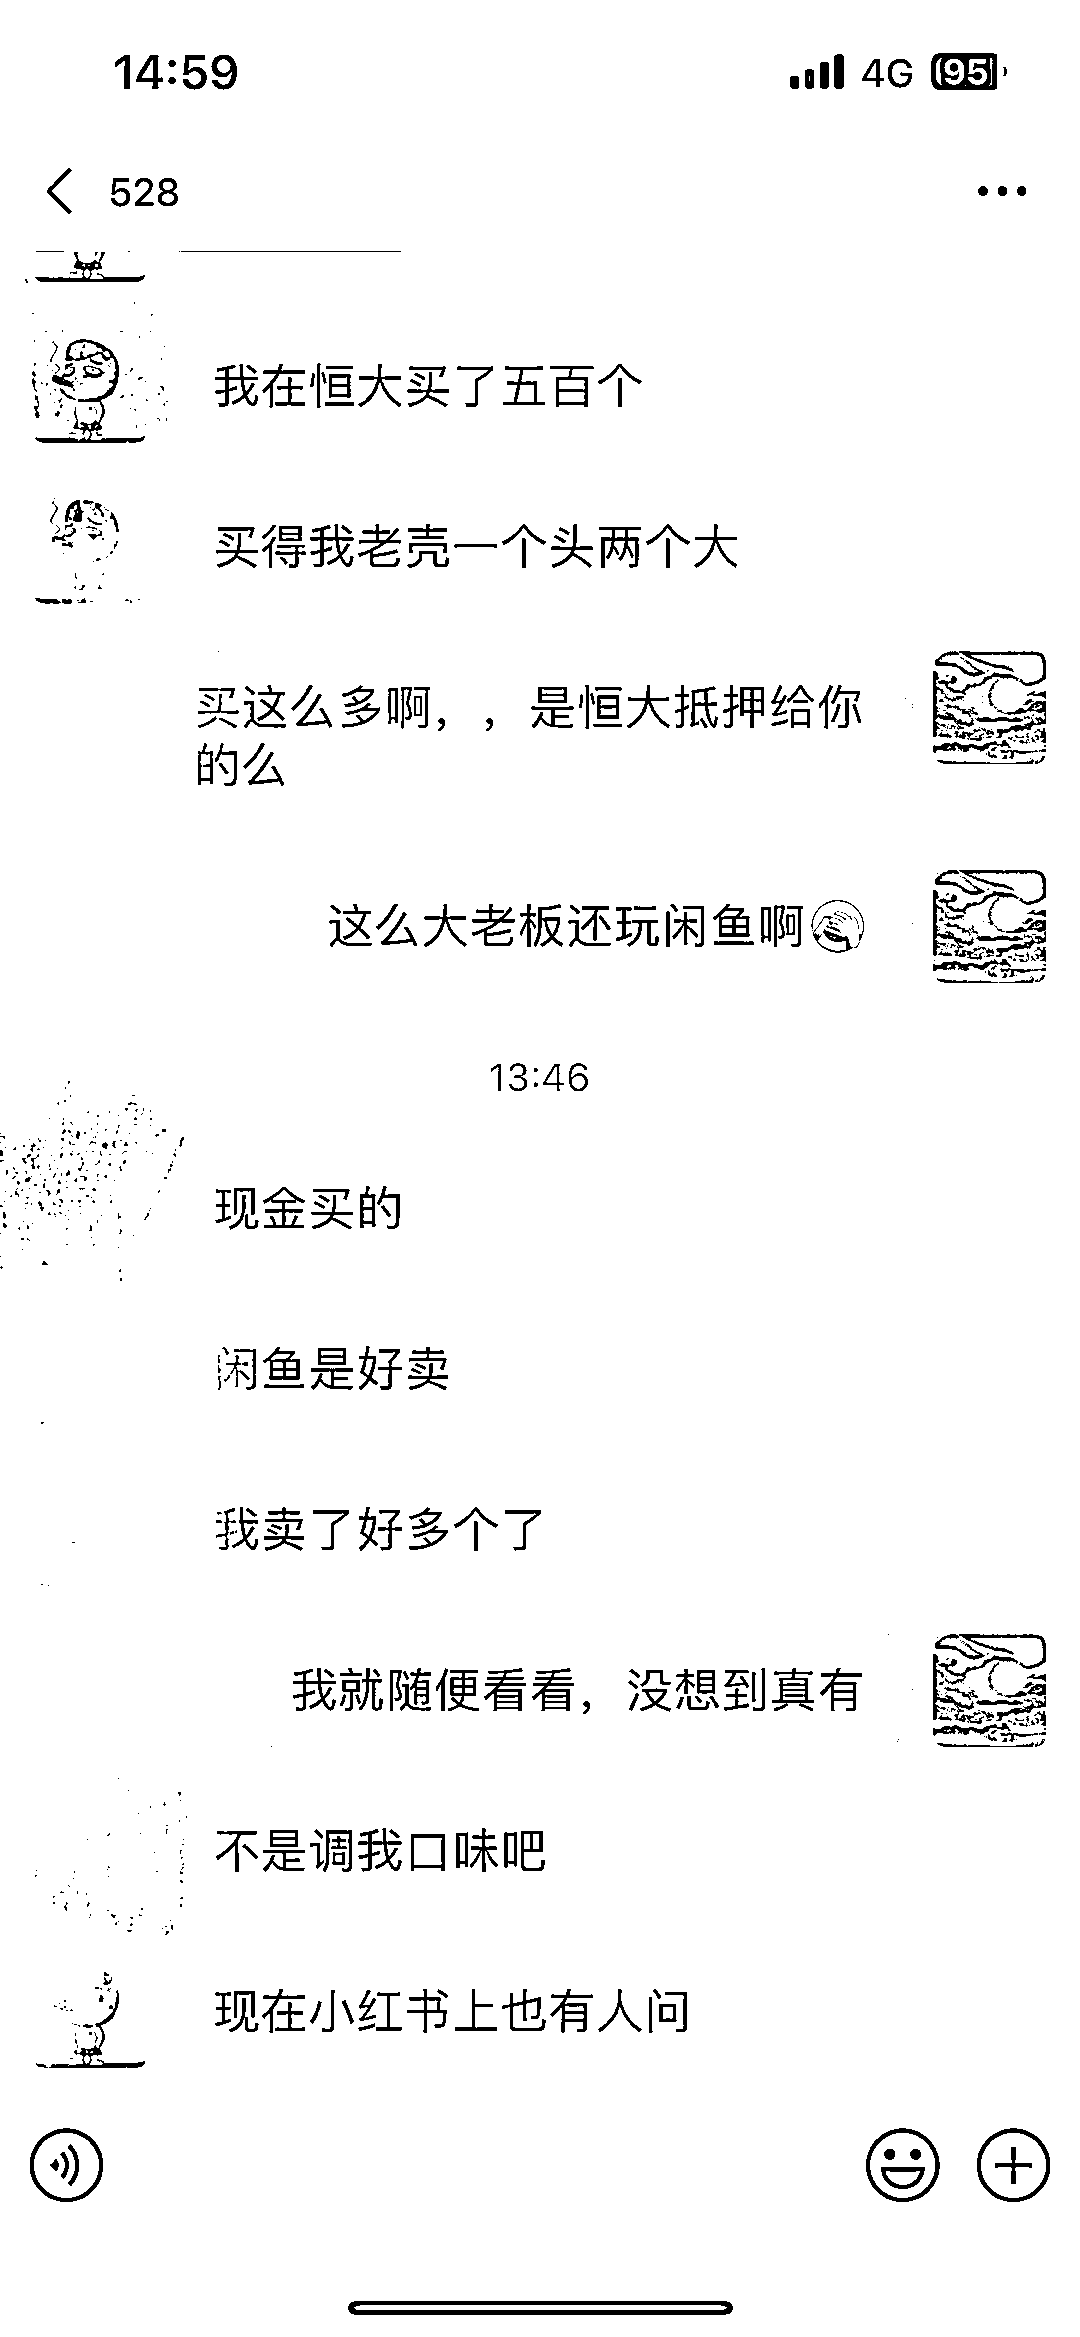 14:59
4G 95
528
我在恒大买了五百个
买得我老壳一个头两个大
买这么多啊，，是恒大抵押给你
的么
这么大老板还玩闲鱼啊
13:46
现金买的
闲鱼是好卖
我卖了好多个了
我就随便看看，没想到真有
不是调我口味吧
现在小红书上也有人问